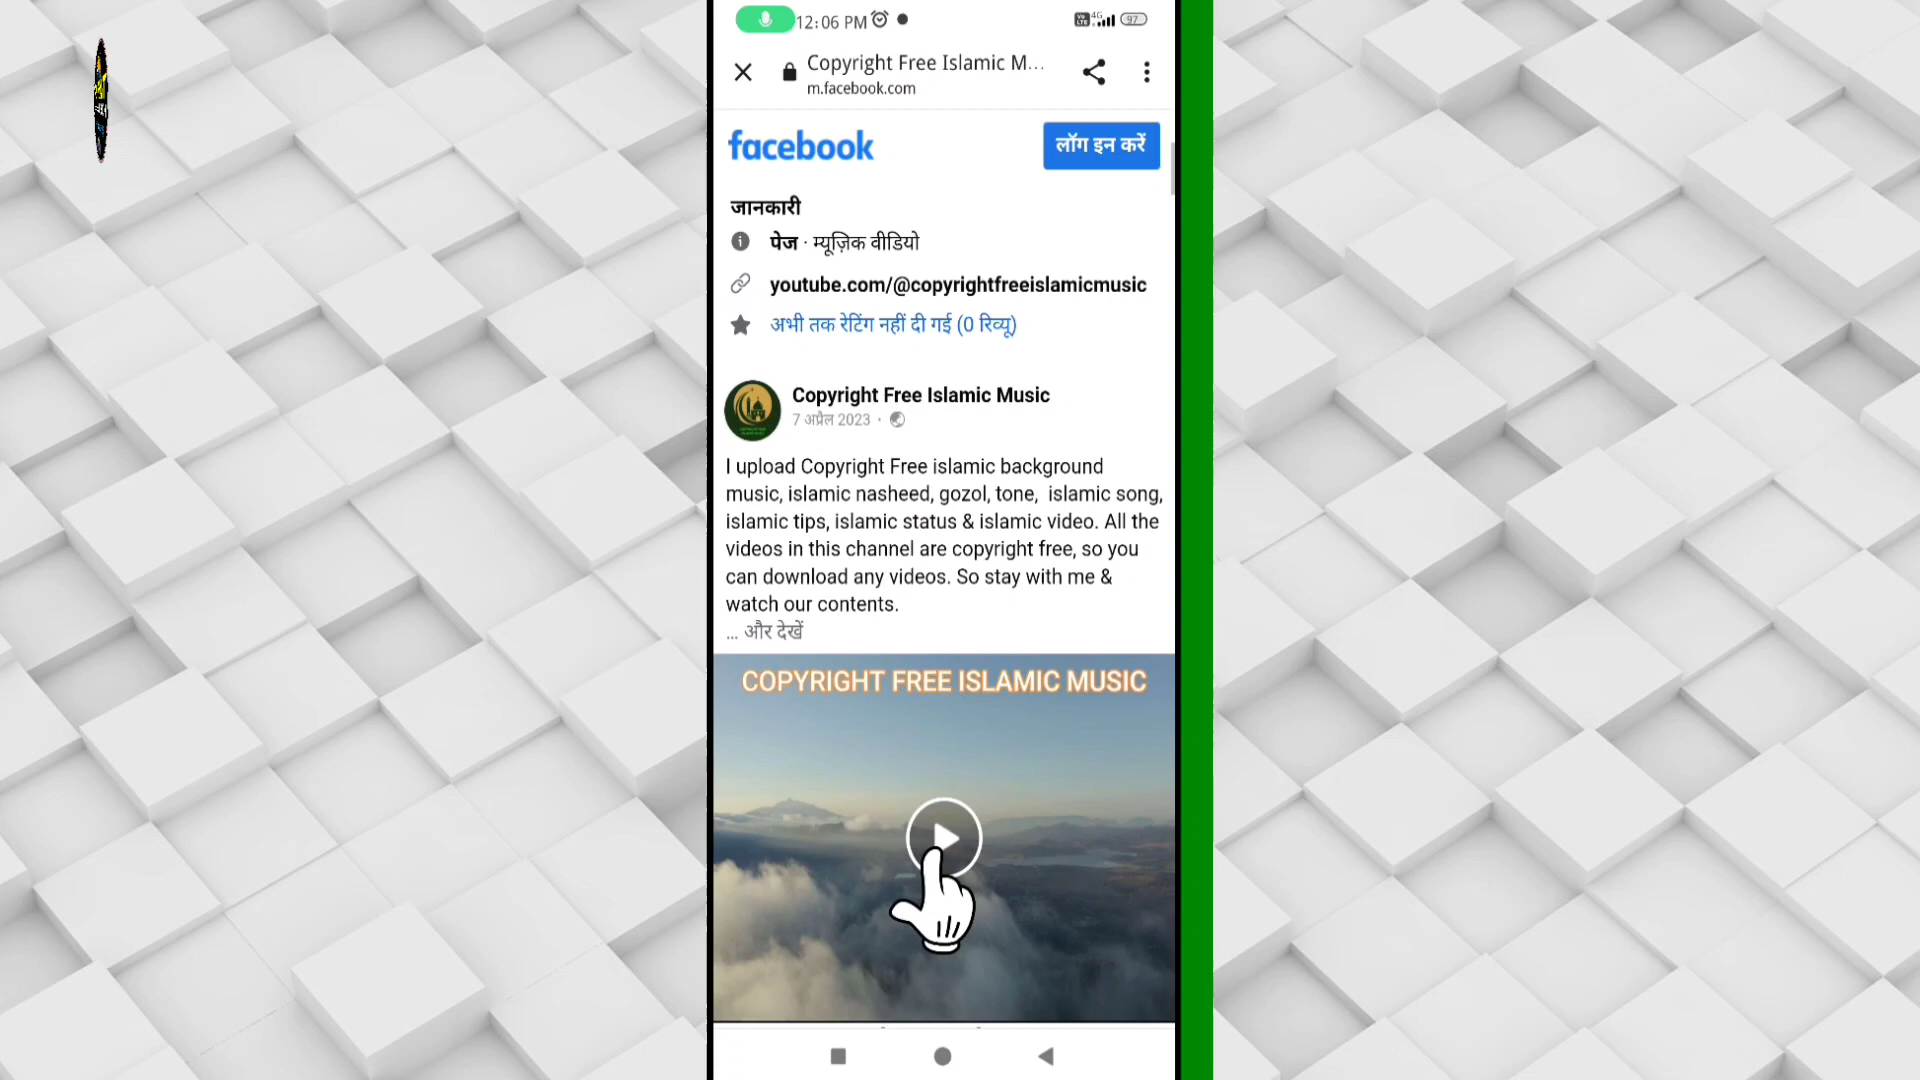 12:06 PM
4G
97
Copyright Free Islamic M...
m.facebook.com
facebook
लॉग इन करें
जानकारी
पेज · म्यूज़िक वीडियो
youtube.com/@copyrightfreeislamicmusic
अभी तक रेटिंग नहीं दी गई (0 रिव्यू)
Copyright Free Islamic Music
7 अप्रैल 2023 ·
I upload Copyright Free islamic background
music, islamic nasheed, gozol, tone, islamic song,
islamic tips, islamic status & islamic video. All the
videos in this channel are copyright free, so you
can download any videos. So stay with me &
watch our contents.
... और देखें
COPYRIGHT FREE ISLAMIC MUSIC